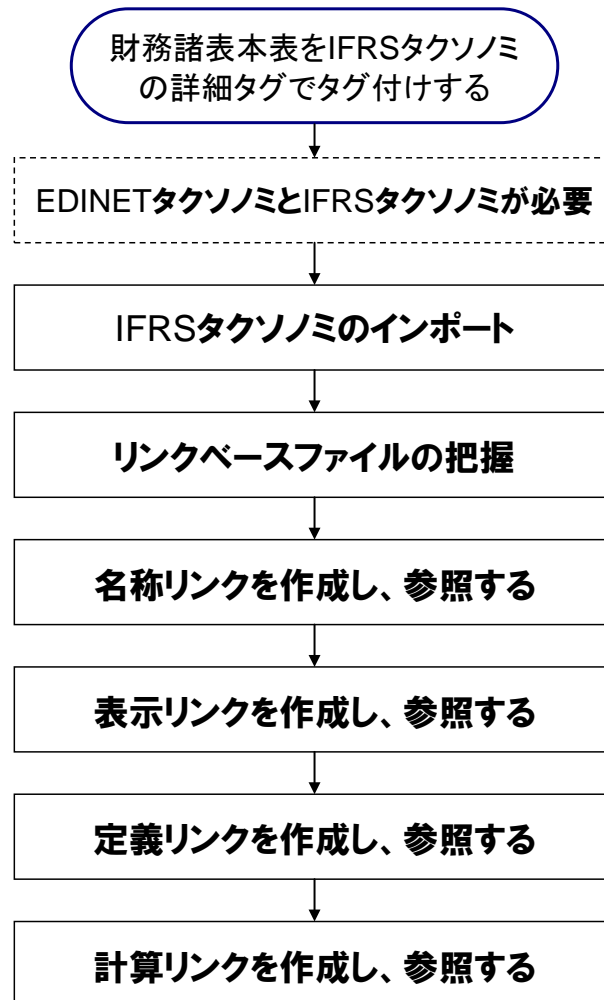 財務諸表本表をIFRSタクソノミ
の詳細タグでタグ付けする
EDINETタクソノミとIFRSタクソノミが必要
IFRSタクソノミのインポート
リンクベースファイルの把握
名称リンクを作成し、参照する
表示リンクを作成し、参照する
定義リンクを作成し、参照する
計算リンクを作成し、参照する